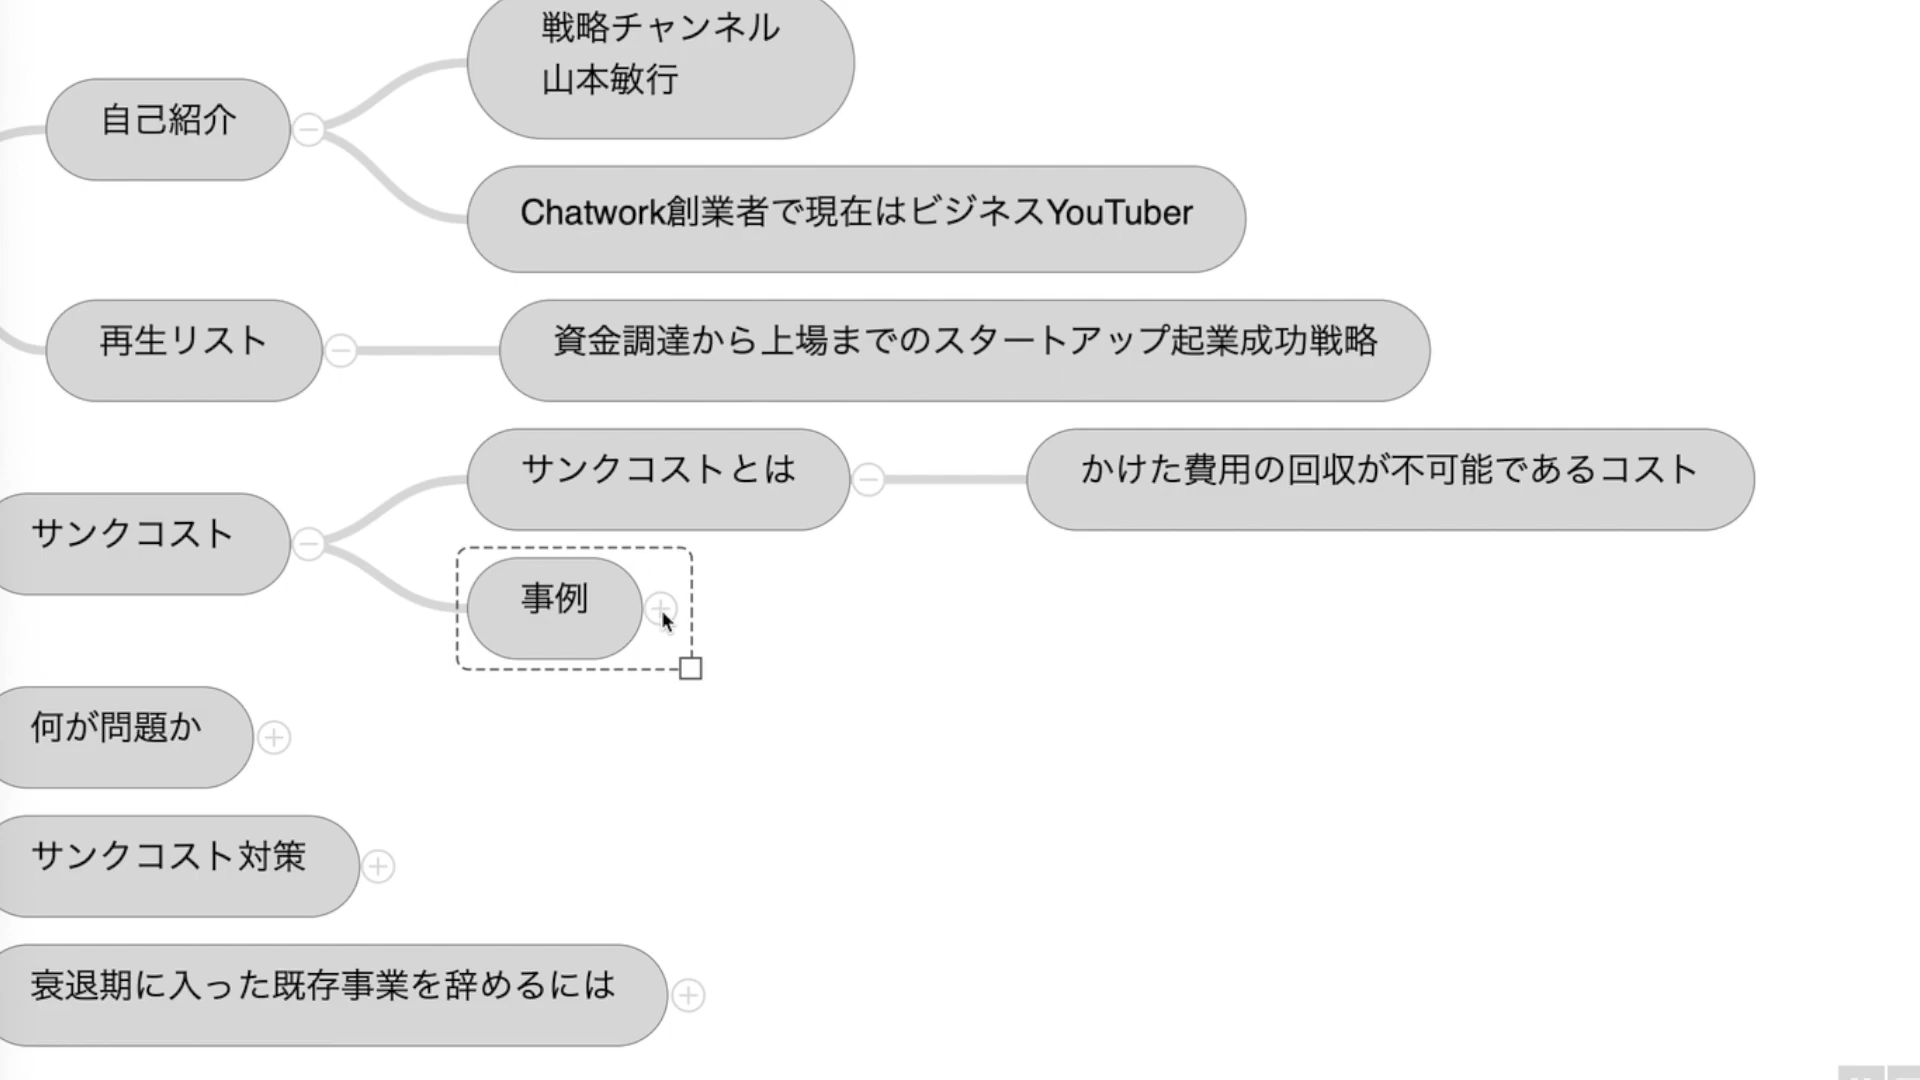 戦略チャンネル
山本敏行
自己紹介
Chatwork創業者で現在はビジネスYouTuber
再生リスト
資金調達から上場までのスタートアップ起業成功戦略
サンクコストとは
かけた費用の回収が不可能であるコスト
サンクコスト
事例
何が問題か
サンクコスト対策
衰退期に入った既存事業を辞めるには